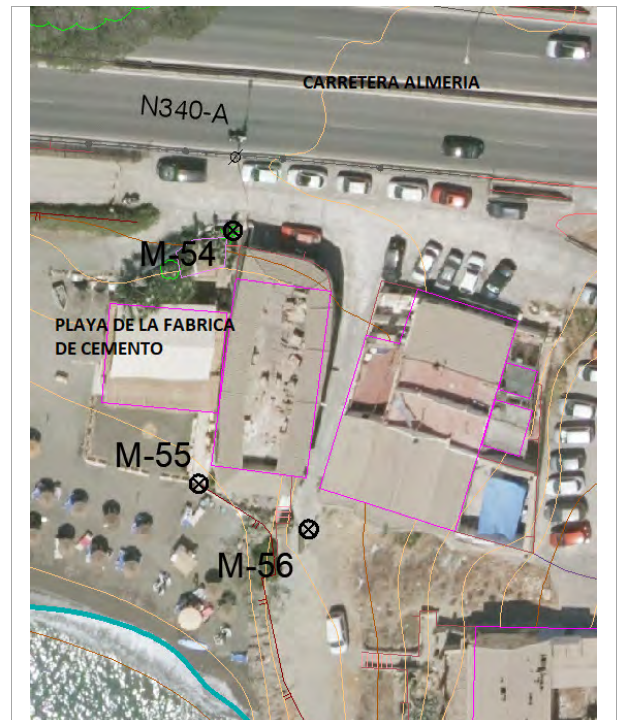 CARRETERA ALMERIA
N340-A
M-54
PLAYA DE LA FABRICA
DE CEMENTO
M-55
M-56